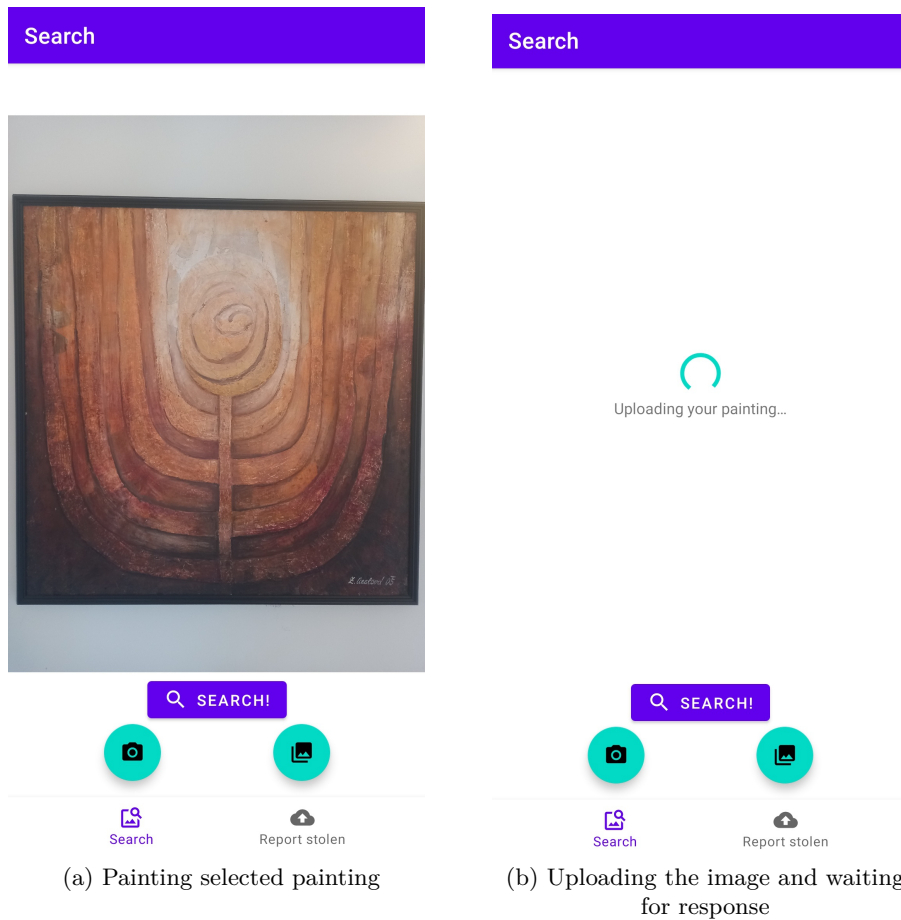 Search
SEARCH!
Search
Report stolen
(a) Painting selected painting
Search
Uploading your painting…
SEARCH!
Search
Report stolen
(b) Uploading the image and waiting
for response